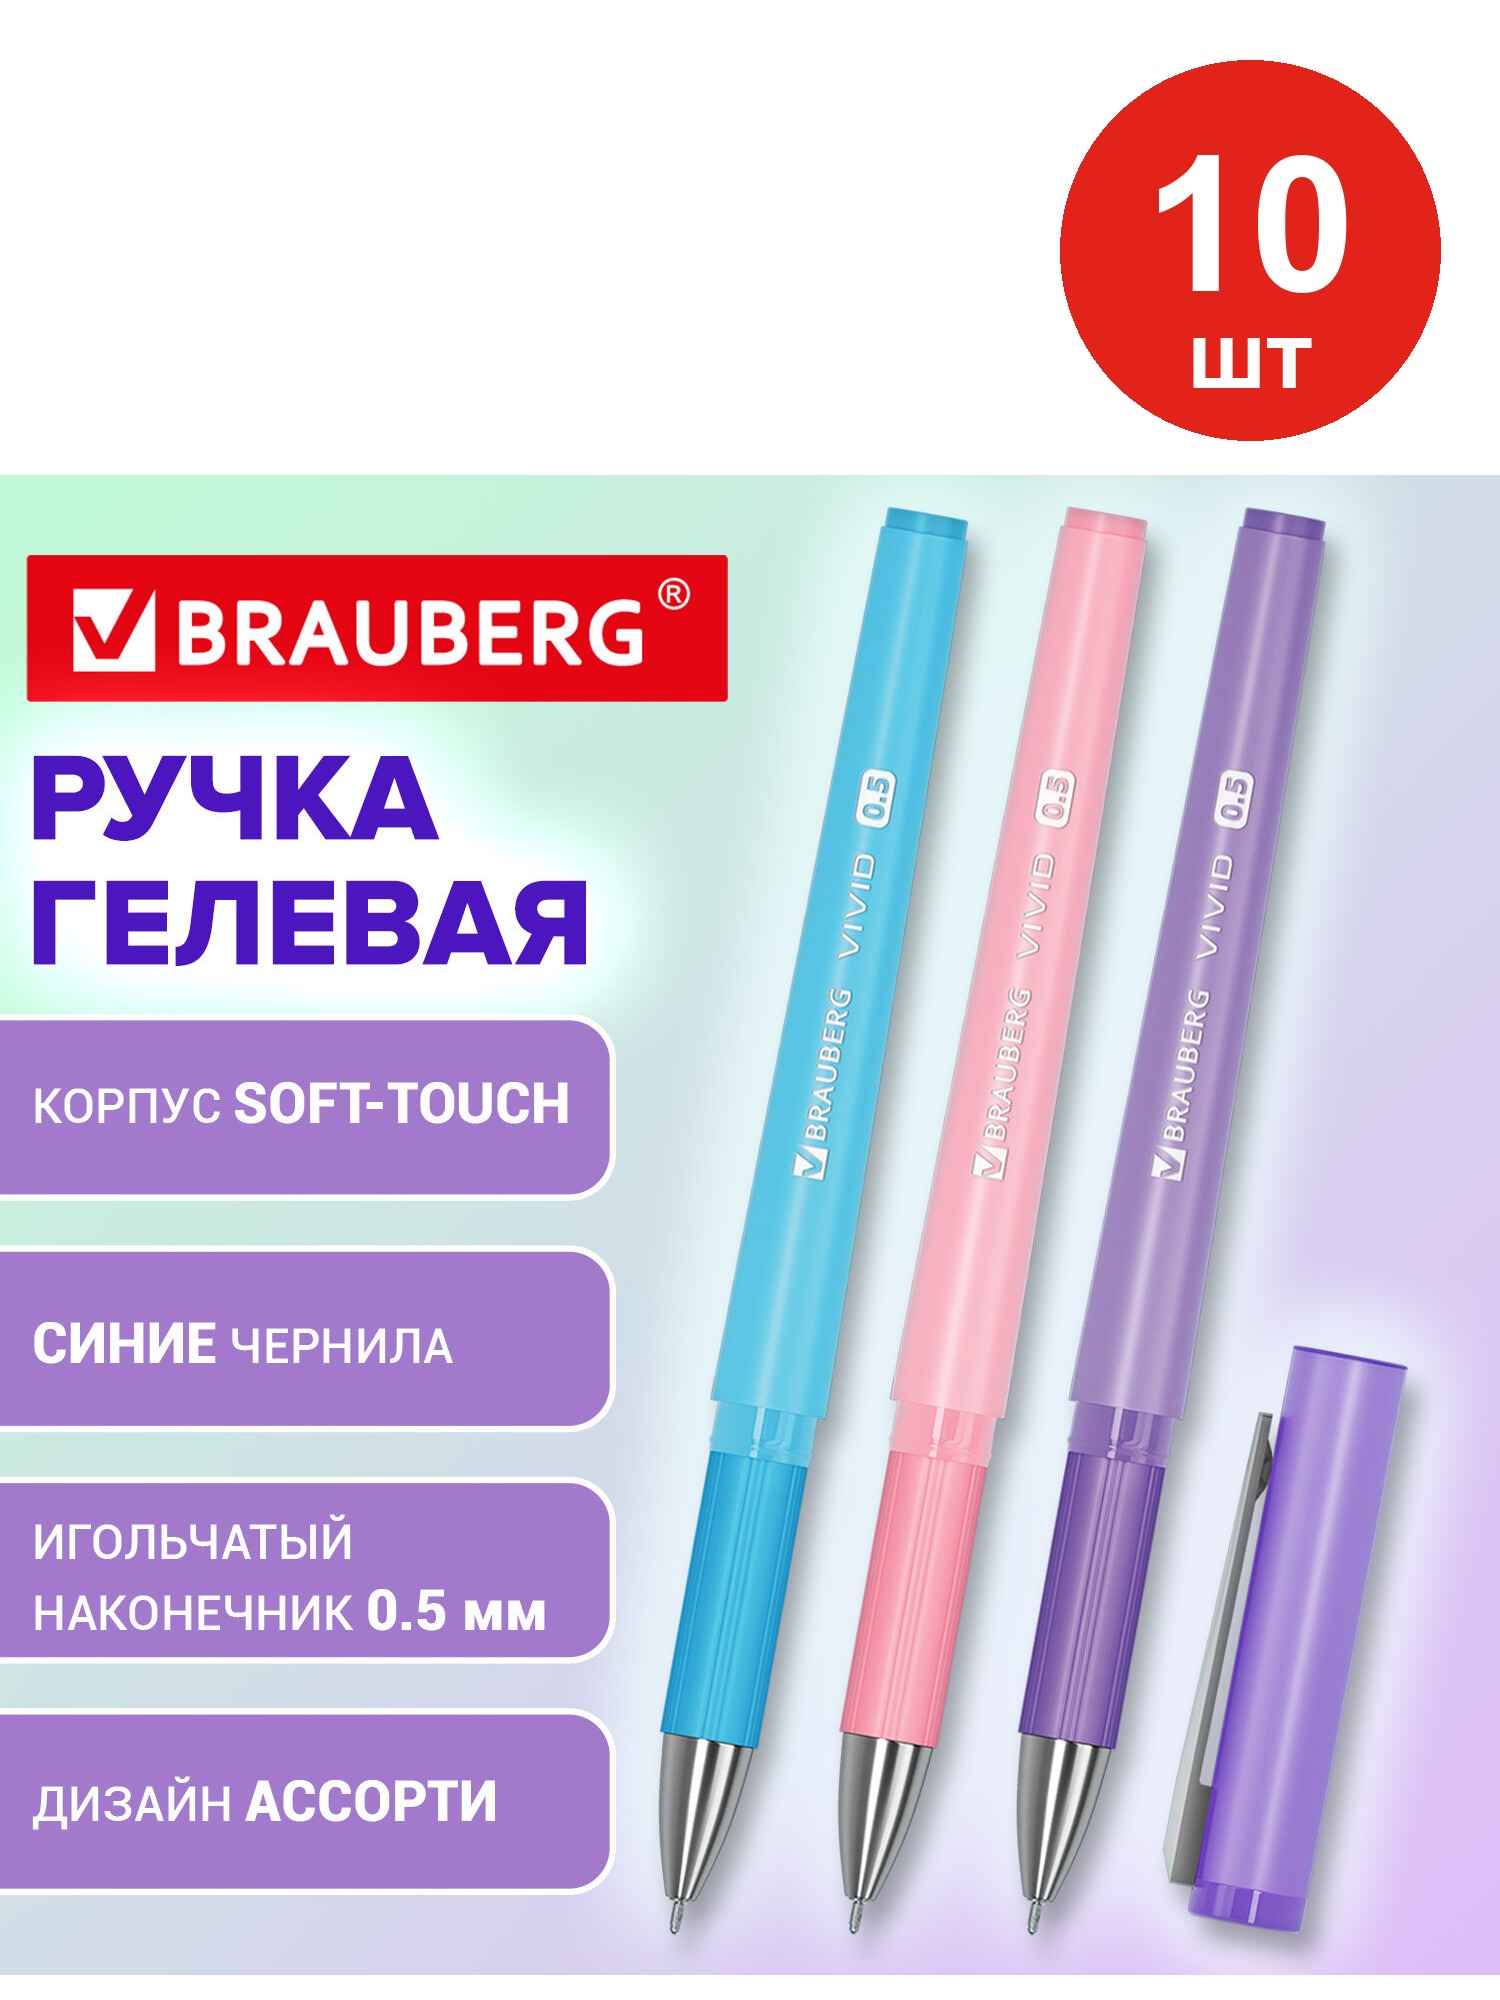 10
шт
BRAUBERG®
РУЧКА
ГЕЛЕВАЯ
КОРПУС SOFT-TOUCH
СИНИЕ ЧЕРНИЛА
ИГОЛЬЧАТЫЙ
НАКОНЕЧНИК 0.5 мм
ДИЗАЙН АССОРТИ
BRAUBERG VIVID 0.5
BRAUBERG VIVID 0.5
BRAUBERG VIVID 0.5